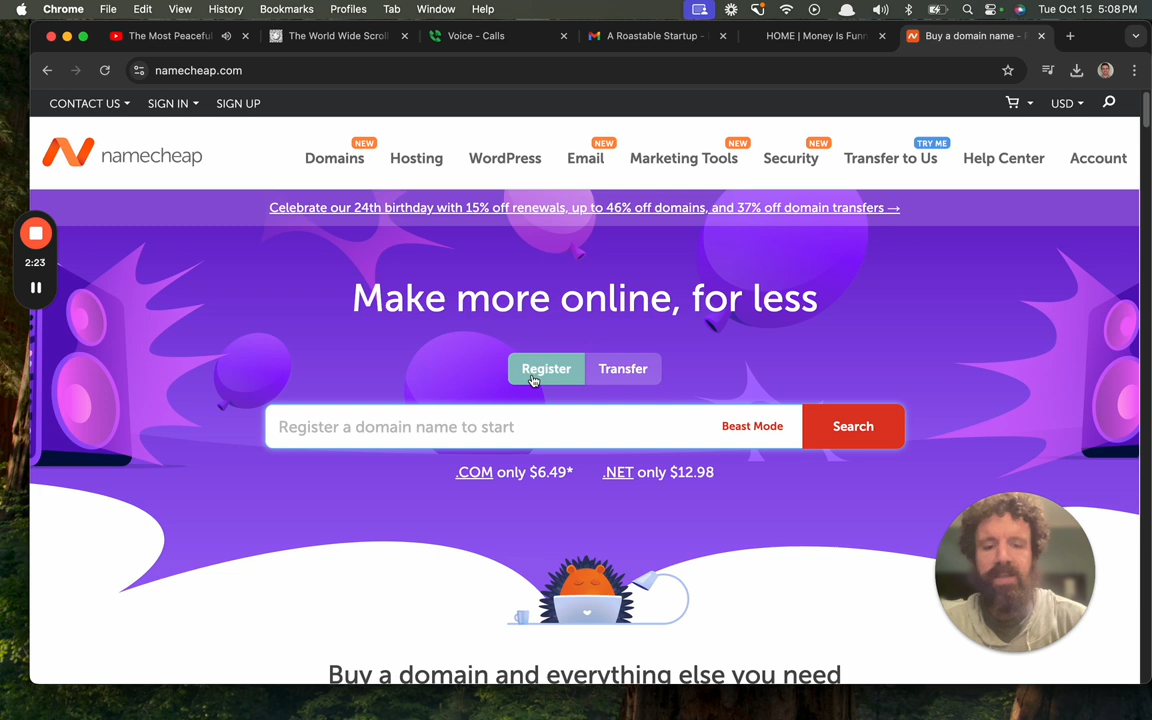 Chrome File Edit View History Bookmarks Profiles Tab Window Help Tue Oct 15 5:08 PM
The Most Peaceful The World Wide Scroll Voice - Calls A Roastable Startup - HOME | Money Is Funn Buy a domain name -
namecheap.com
CONTACT US SIGN IN SIGN UP USD
NEW NEW NEW NEW TRY ME
namecheap Domains Hosting WordPress Email Marketing Tools Security Transfer to Us Help Center Account
Celebrate our 24th birthday with 15% off renewals, up to 46% off domains, and 37% off domain transfers →
2:23
Make more online, for less
Register Transfer
Register a domain name to start Beast Mode Search
.COM only $6.49* .NET only $12.98
Buy a domain and everything else you need